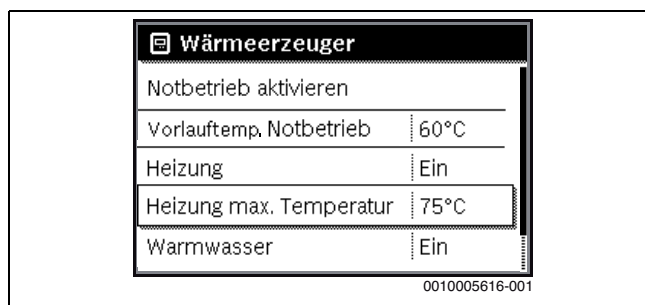 Wärmeerzeuger
Notbetrieb aktivieren
Vorlauftemp. Notbetrieb 60°C
Heizung Ein
Heizung max. Temperatur 75°C
Warmwasser Ein
0010005616-001